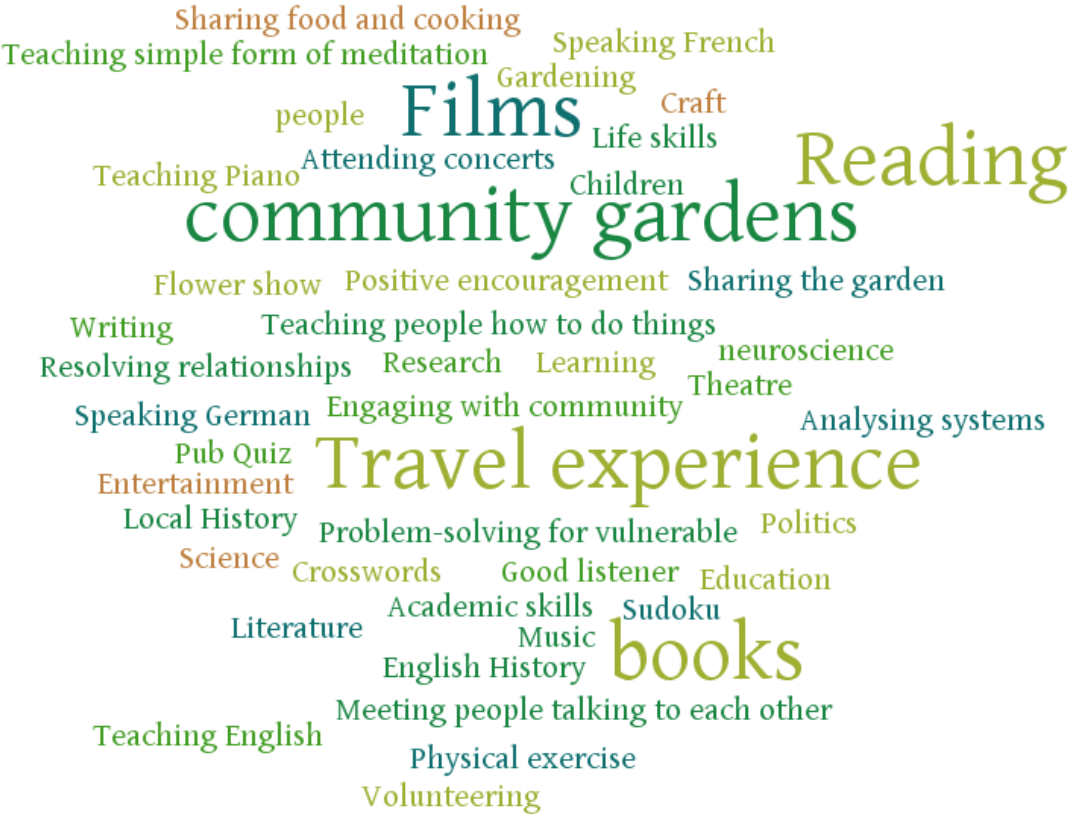 Sharing food and cooking
Speaking French
Teaching simple form of meditation
Gardening
Films
Craft
people
Life skills
Reading
Attending concerts
Teaching Piano
Children
community gardens
Flower show
Positive encouragement
Sharing the garden
Writing
Teaching people how to do things
neuroscience
Resolving relationships
Research
Learning
Theatre
Speaking German
Engaging with community
Analysing systems
Pub Quiz
Travel experience
Entertainment
Local History
Problem-solving for vulnerable
Politics
Science
Crosswords
Good listener
Education
Academic skills
Sudoku
Literature
Music
books
English History
Meeting people talking to each other
Teaching English
Physical exercise
Volunteering